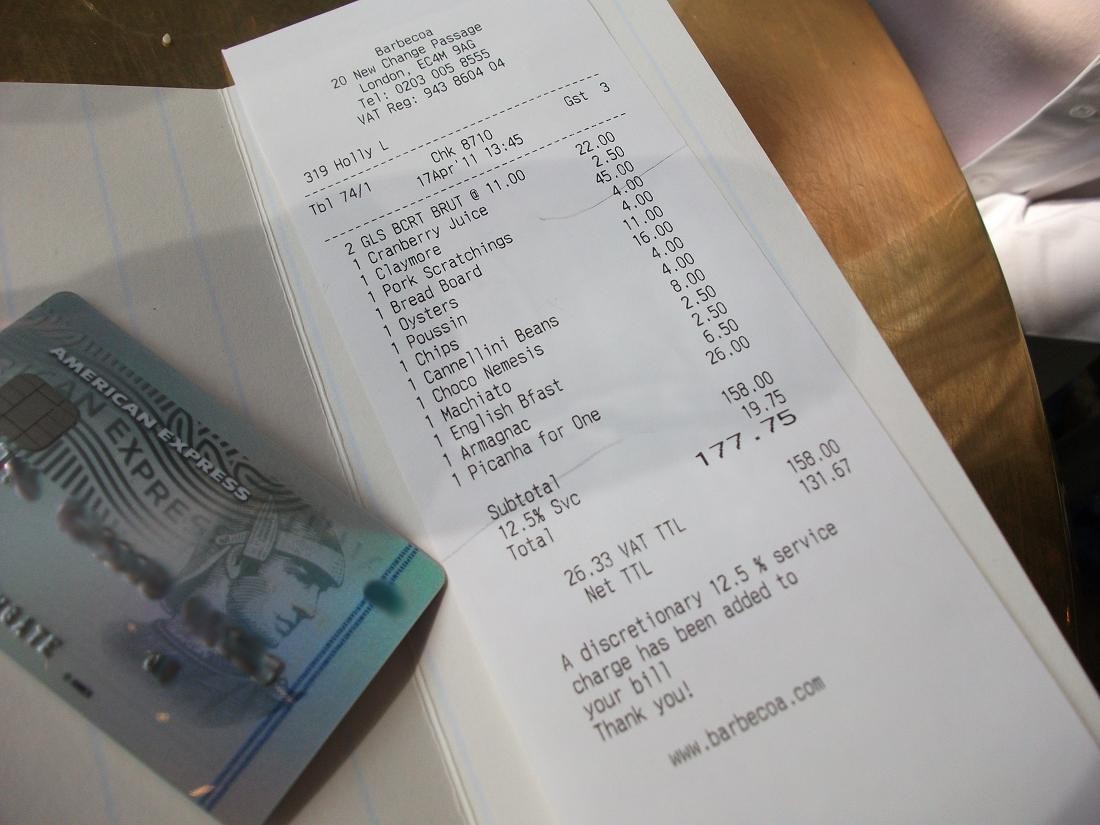 Barbecoa
20 New Change Passage
London, EC4M 9AG
Tel: 0203 005 8555
VAT Reg: 943 8604 04
319 Holly L
Tbl 74/1 Chk 8710 Gst 3
17Apr'11 13:45
2 GLS BCRT BRUT @ 11.00 22.00
1 Cranberry Juice 2.50
1 Claymore 45.00
1 Pork Scratchings 4.00
1 Bread Board 4.00
1 Oysters 11.00
1 Poussin 16.00
1 Chips 4.00
1 Cannellini Beans 4.00
1 Choco Nemesis 8.00
1 Machiato 2.50
1 English Bfast 2.50
1 Armagnac 6.50
1 Picanha for One 26.00
Subtotal 158.00
12.5% Svc 19.75
Total 177.75
26.33 VAT TTL 158.00
Net TTL 131.67
A discretionary 12.5 % service
charge has been added to
your bill
Thank you!
www.barbecoa.com
AMERICAN EXPRESS
AN EXPRE